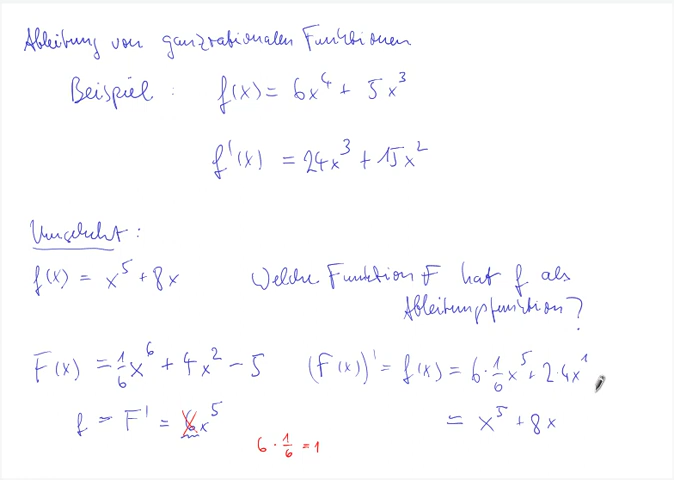 Ableitung von ganzrationalen Funktionen
Beispiel : f(x) = 6x⁴ + 5x³
f'(x) = 24x³ + 15x²
Umgekehrt :
f(x) = x⁵ + 8x Welche Funktion F hat f als
Ableitungsfunktion?
F(x) = 1/6 x⁶ + 4x² - 5 (F(x))' = f(x) = 6 · 1/6 x⁵ + 2 · 4x¹
f = F' = 6x⁵ = x⁵ + 8x
6 · 1/6 = 1